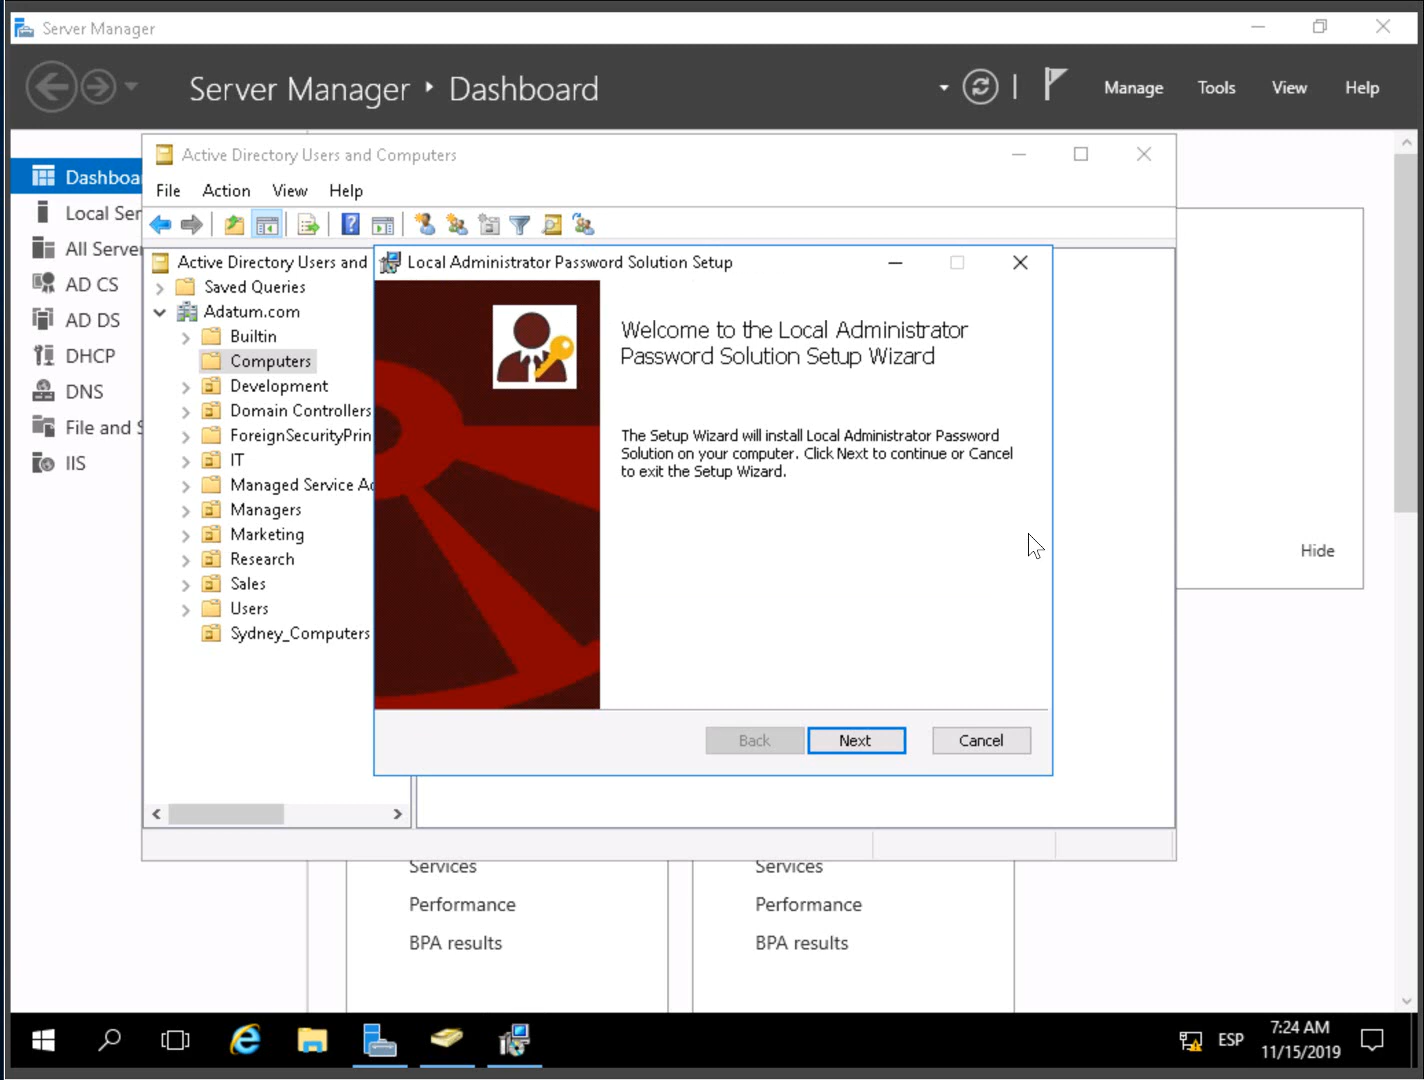 Server Manager
Server Manager ‣ Dashboard
Manage Tools View Help
Dashboa
Local Ser
All Server
AD CS
AD DS
DHCP
DNS
File and S
IIS
Active Directory Users and Computers
File Action View Help
Active Directory Users and
Saved Queries
Adatum.com
Builtin
Computers
Development
Domain Controllers
ForeignSecurityPrin
IT
Managed Service Ac
Managers
Marketing
Research
Sales
Users
Sydney_Computers
Local Administrator Password Solution Setup
Welcome to the Local Administrator
Password Solution Setup Wizard
The Setup Wizard will install Local Administrator Password
Solution on your computer. Click Next to continue or Cancel
to exit the Setup Wizard.
Back Next Cancel
Hide
Services
Performance
BPA results
Services
Performance
BPA results
ESP
7:24 AM
11/15/2019